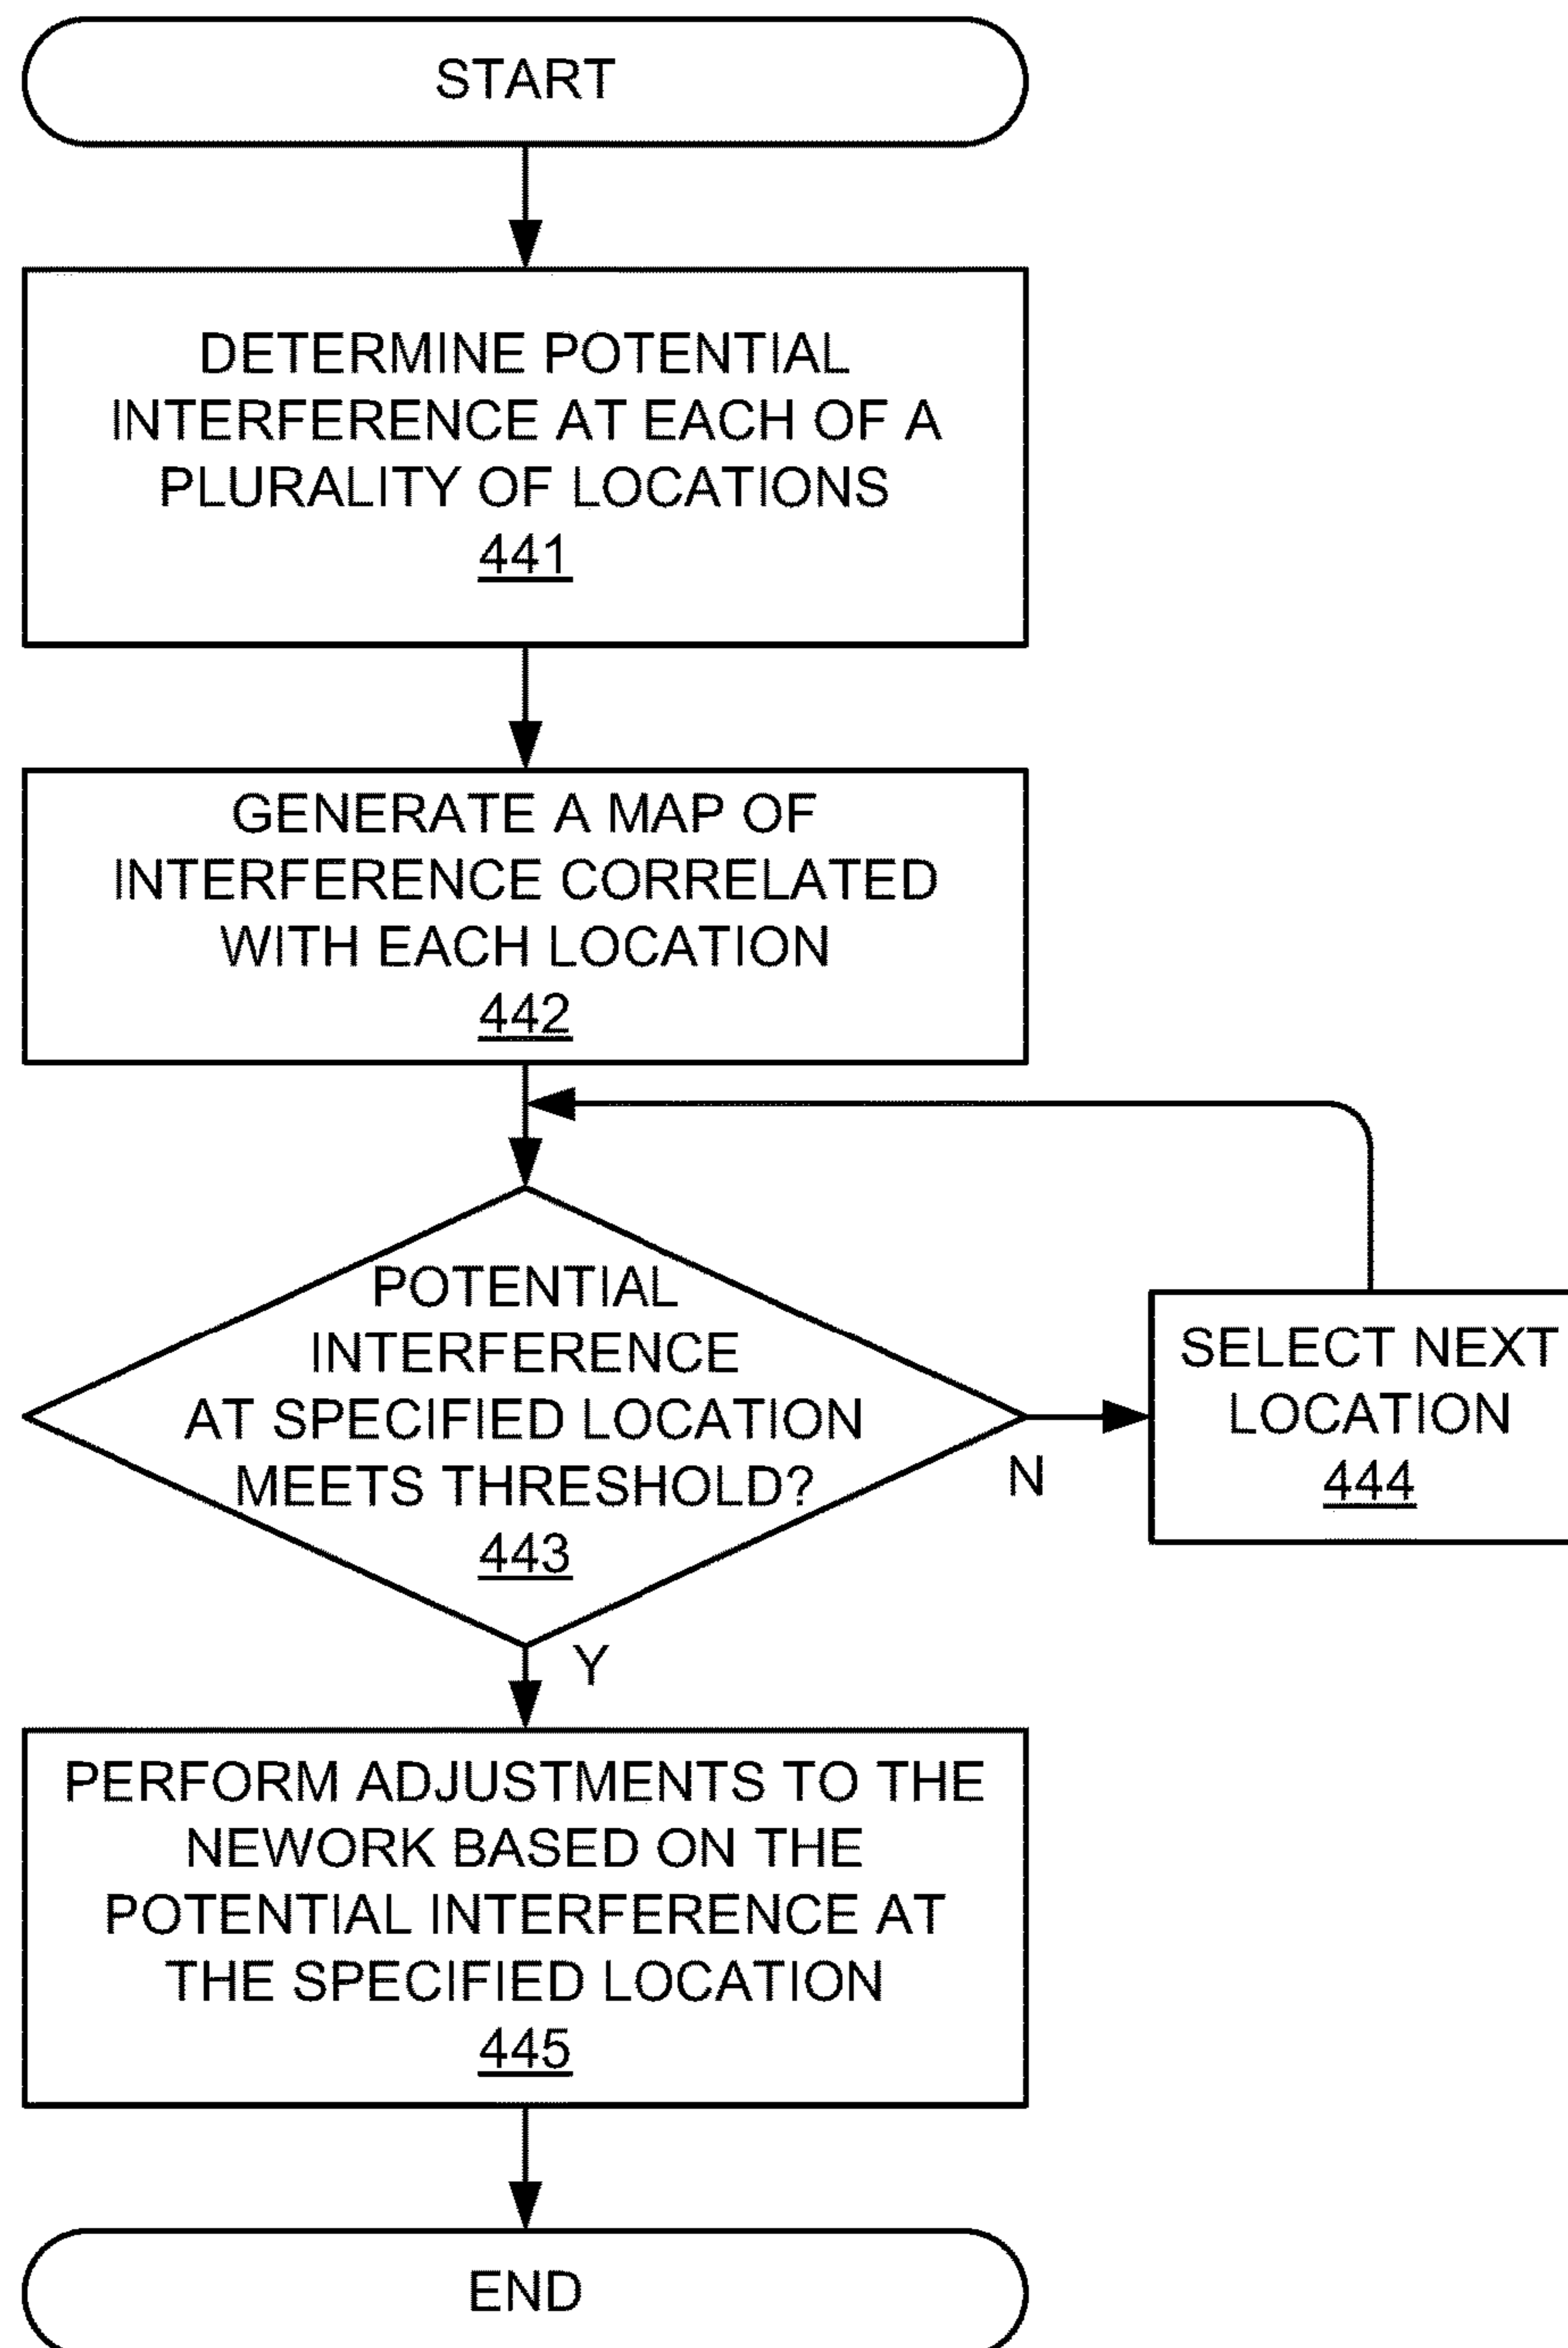 START
DETERMINE POTENTIAL
INTERFERENCE AT EACH OF A
PLURALITY OF LOCATIONS
441
GENERATE A MAP OF
INTERFERENCE CORRELATED
WITH EACH LOCATION
442
POTENTIAL
INTERFERENCE
AT SPECIFIED LOCATION
MEETS THRESHOLD?
443
N
SELECT NEXT
LOCATION
444
Y
PERFORM ADJUSTMENTS TO THE
NEWORK BASED ON THE
POTENTIAL INTERFERENCE AT
THE SPECIFIED LOCATION
445
END